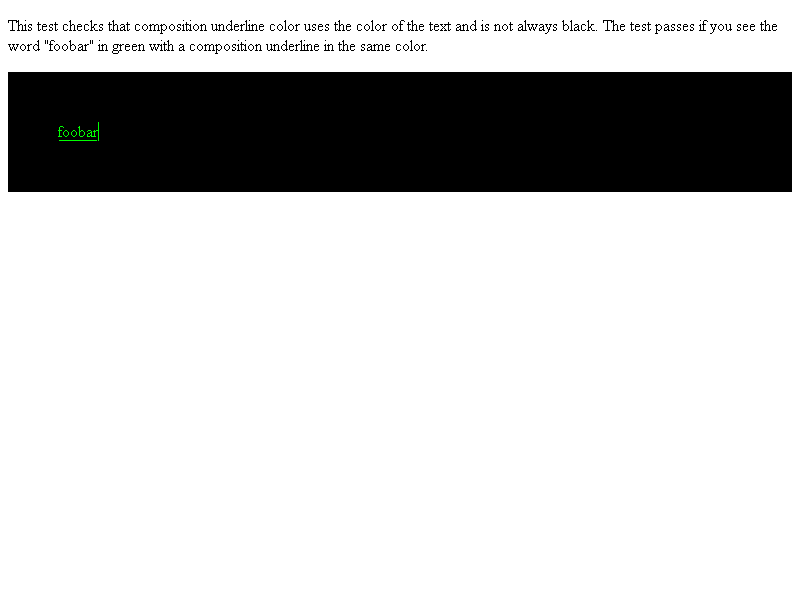 This test checks that composition underline color uses the color of the text and is not always black. The test passes if you see the
word "foobar" in green with a composition underline in the same color.
foobar